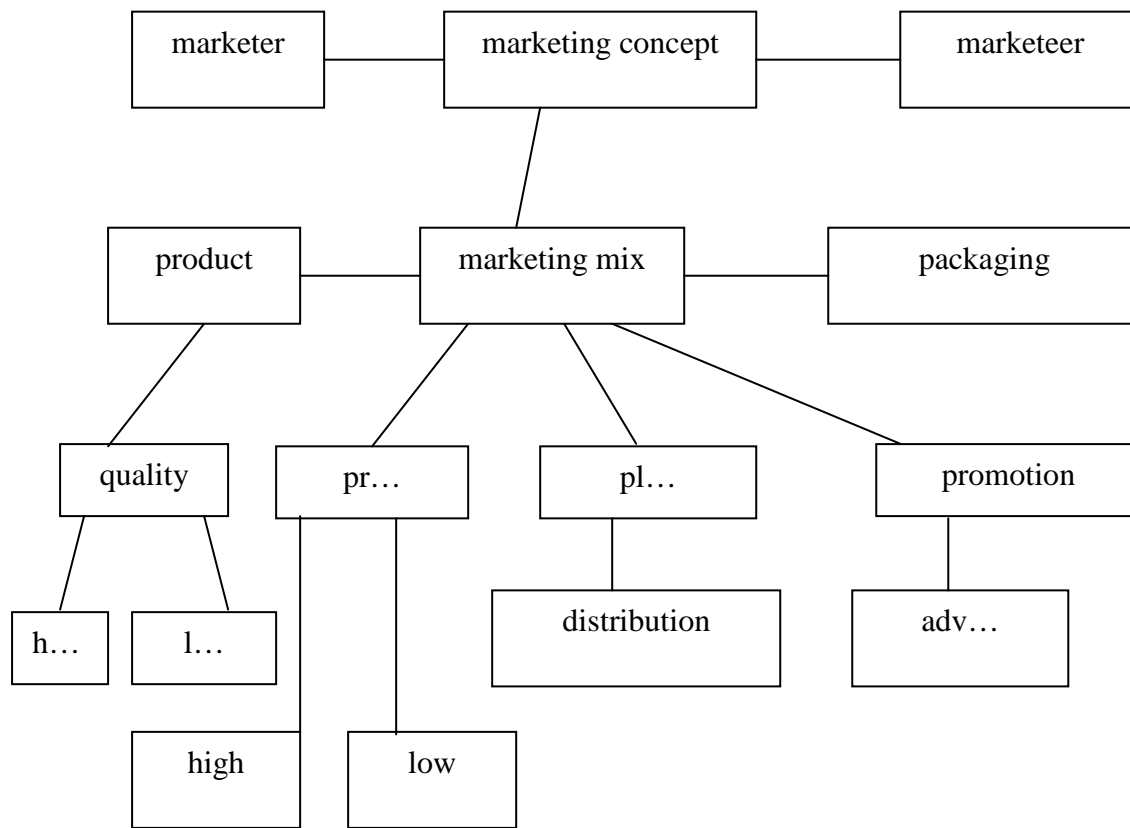 marketer
marketing concept
marketeer
product
marketing mix
packaging
quality
pr…
pl…
promotion
h…
l…
distribution
adv…
high
low